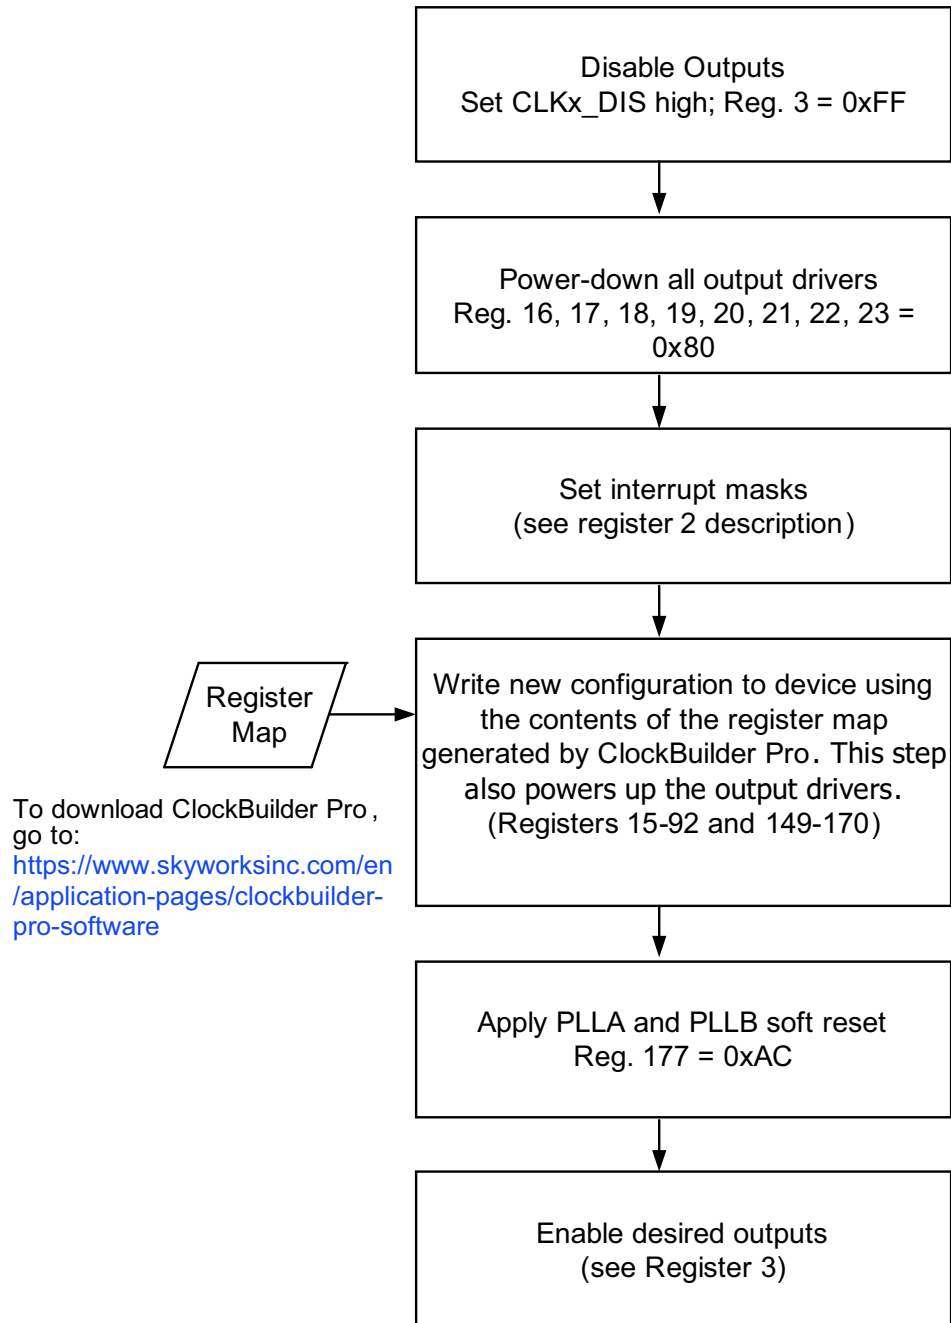 Disable Outputs
Set CLKx_DIS high; Reg. 3 = 0xFF
Power-down all output drivers
Reg. 16, 17, 18, 19, 20, 21, 22, 23 =
0x80
Set interrupt masks
(see register 2 description)
Register
Map
Write new configuration to device using
the contents of the register map
generated by ClockBuilder Pro. This step
also powers up the output drivers.
(Registers 15-92 and 149-170)
To download ClockBuilder Pro,
go to:
https://www.skyworksinc.com/en
/application-pages/clockbuilder-
pro-software
Apply PLLA and PLLB soft reset
Reg. 177 = 0xAC
Enable desired outputs
(see Register 3)